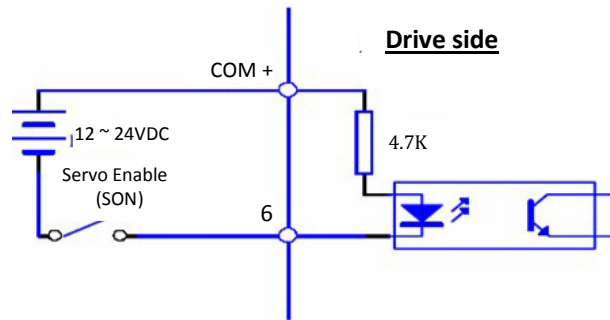 Drive side
COM +
12 ~ 24VDC
4.7K
Servo Enable
(SON)
6